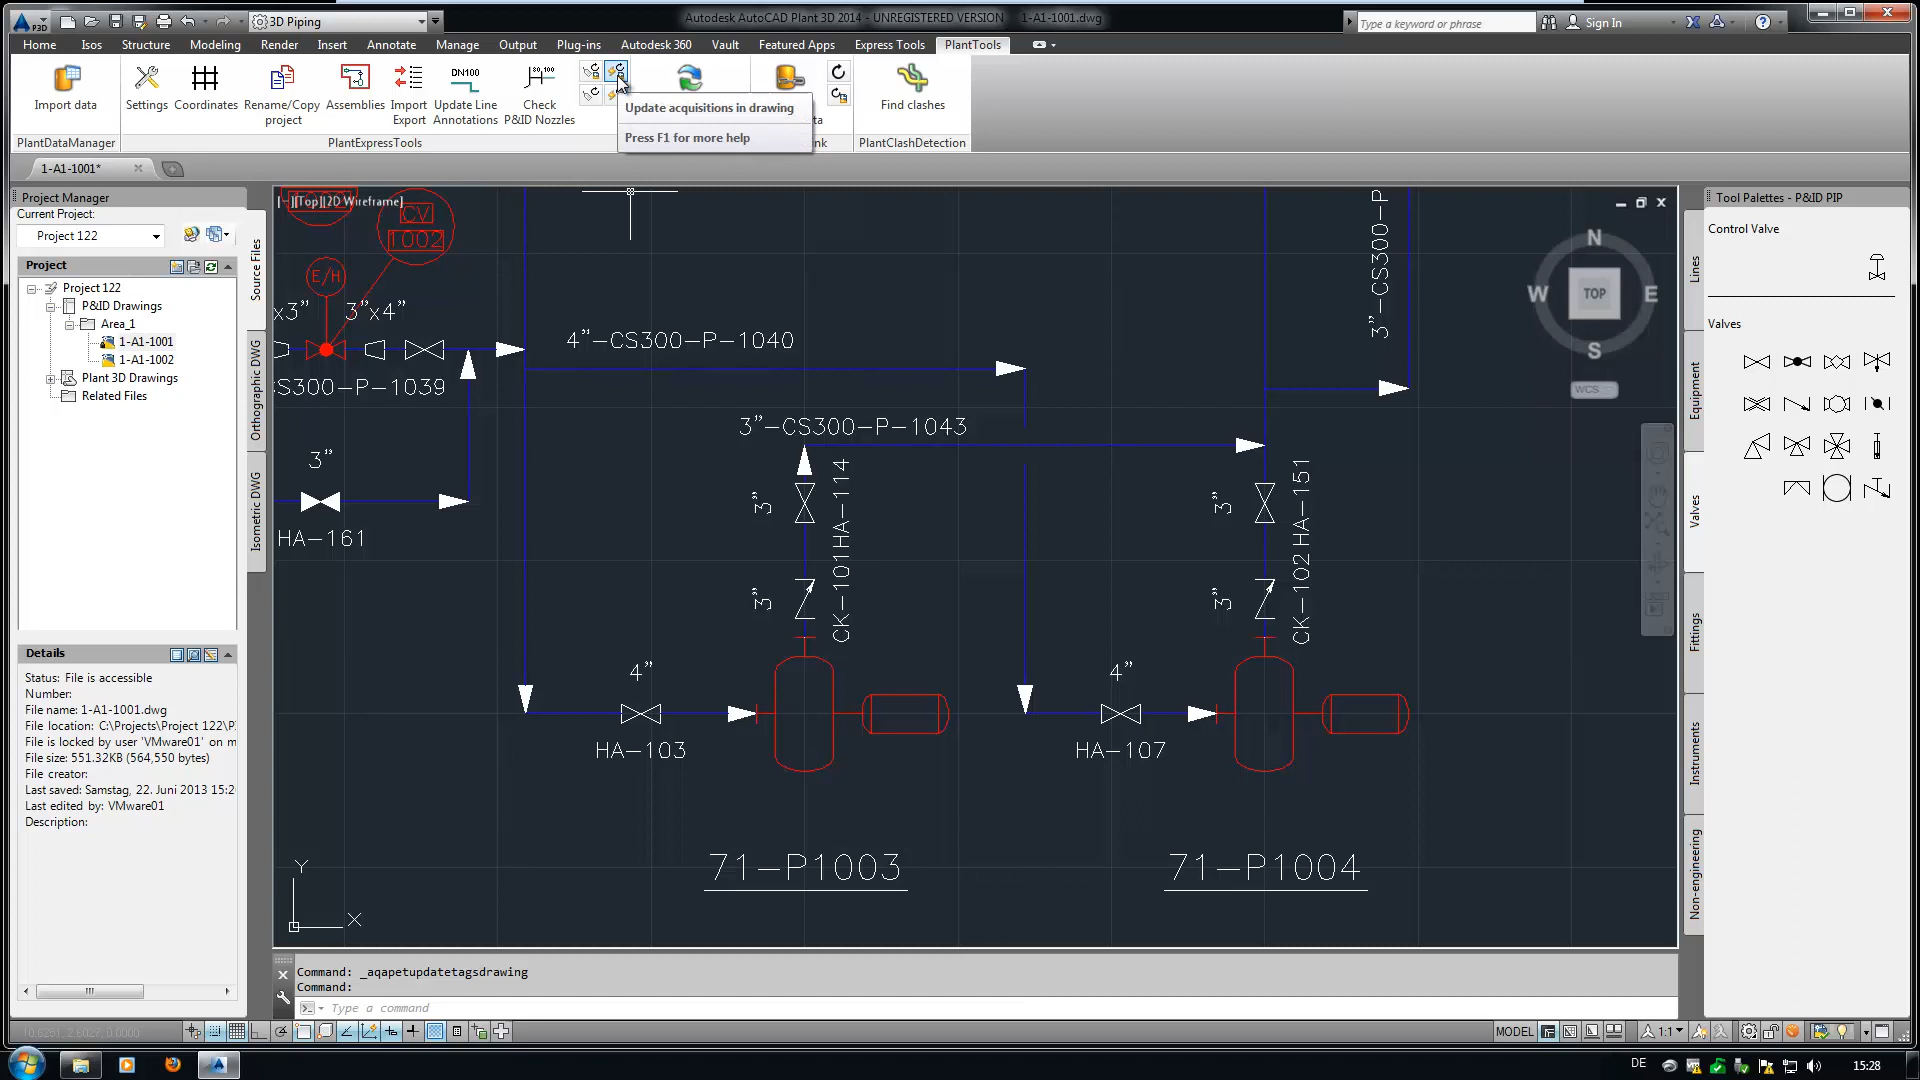 P3D
3D Piping
Autodesk AutoCAD Plant 3D 2014 - UNREGISTERED VERSION 1-A1-1001.dwg
Type a keyword or phrase
Sign In
Home Isos Structure Modeling Render Insert Annotate Manage Output Plug-ins Autodesk 360 Vault Featured Apps Express Tools PlantTools
Import data
Settings
Coordinates
Rename/Copy
project
Assemblies
Import
Export
Update Line
Annotations
DN100
Check
P&ID Nozzles
30,100
Find clashes
Update acquisitions in drawing
Press F1 for more help
PlantDataManager
PlantExpressTools
PlantClashDetection
1-A1-1001*
Project Manager
Current Project:
Project 122
Project
Project 122
P&ID Drawings
Area_1
1-A1-1001
1-A1-1002
Plant 3D Drawings
Related Files
Source Files
Orthographic DWG
Isometric DWG
Details
Status: File is accessible
Number:
File name: 1-A1-1001.dwg
File location: C:\Projects\Project 122\P
File is locked by user 'VMware01' on m
File size: 551.32KB (564,550 bytes)
File creator:
Last saved: Samstag, 22. Juni 2013 15:2
Last edited by: VMware01
Description:
[-][Top][2D Wireframe]
CV
1002
E/H
x3"
3"x4"
CS300-P-1039
4"-CS300-P-1040
3"-CS300-P-1043
3"-CS300-P
3"
HA-161
3"
HA-114
3"
CK-101
3"
HA-151
3"
CK-102
4"
HA-103
4"
HA-107
71-P1003
71-P1004
Y
X
N
W
TOP
E
S
WCS
Tool Palettes - P&ID PIP
Control Valve
Valves
Lines
Equipment
Valves
Fittings
Instruments
Non-engineering
Command: _aqapetupdatetagsdrawing
Command:
Type a command
10.6281, 2.6027, 0.0000
MODEL
1:1
DE
15:28